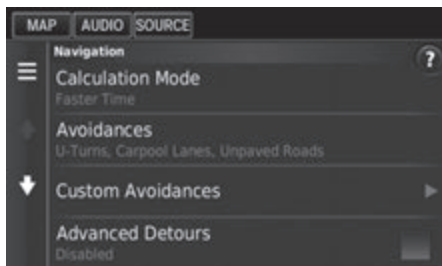 MAP AUDIO SOURCE
Navigation
?
Calculation Mode
Faster Time
Avoidances
U-Turns, Carpool Lanes, Unpaved Roads
Custom Avoidances
Advanced Detours
Disabled